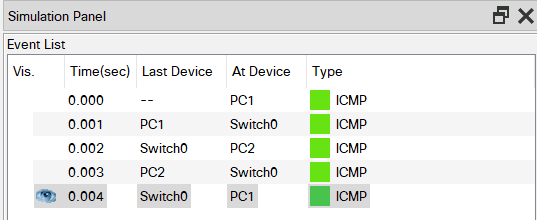 Simulation Panel
Event List
Vis. Time(sec) Last Device At Device Type
0.000 -- PC1 ICMP
0.001 PC1 Switch0 ICMP
0.002 Switch0 PC2 ICMP
0.003 PC2 Switch0 ICMP
0.004 Switch0 PC1 ICMP